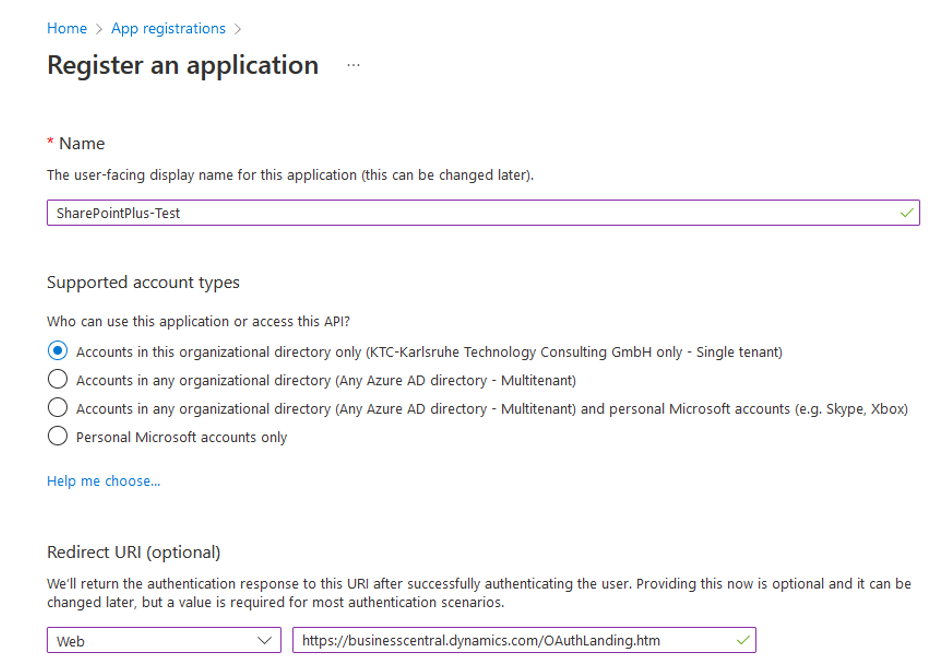 Home > App registrations >
Register an application ...
* Name
The user-facing display name for this application (this can be changed later).
SharePointPlus-Test
Supported account types
Who can use this application or access this API?
Accounts in this organizational directory only (KTC-Karlsruhe Technology Consulting GmbH only - Single tenant)
Accounts in any organizational directory (Any Azure AD directory - Multitenant)
Accounts in any organizational directory (Any Azure AD directory - Multitenant) and personal Microsoft accounts (e.g. Skype, Xbox)
Personal Microsoft accounts only
Help me choose...
Redirect URI (optional)
We'll return the authentication response to this URI after successfully authenticating the user. Providing this now is optional and it can be
changed later, but a value is required for most authentication scenarios.
Web https://businesscentral.dynamics.com/OAuthLanding.htm